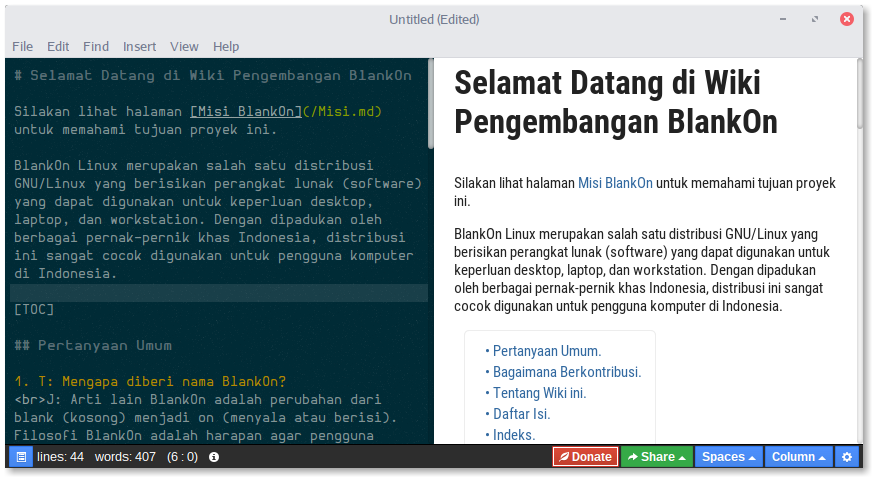 Untitled (Edited)
File Edit Find Insert View Help
# Selamat Datang di Wiki Pengembangan BlankOn
Silakan lihat halaman [Misi BlankOn](/Misi.md)
untuk memahami tujuan proyek ini.
BlankOn Linux merupakan salah satu distribusi
GNU/Linux yang berisikan perangkat lunak (software)
yang dapat digunakan untuk keperluan desktop,
laptop, dan workstation. Dengan dipadukan oleh
berbagai pernak-pernik khas Indonesia, distribusi
ini sangat cocok digunakan untuk pengguna komputer
di Indonesia.
[TOC]
## Pertanyaan Umum
1. T: Mengapa diberi nama BlankOn?
<br>J: Arti lain BlankOn adalah perubahan dari
blank (kosong) menjadi on (menyala atau berisi).
Filosofi BlankOn adalah harapan agar pengguna
Selamat Datang di Wiki
Pengembangan BlankOn
Silakan lihat halaman Misi BlankOn untuk memahami tujuan proyek
ini.
BlankOn Linux merupakan salah satu distribusi GNU/Linux yang
berisikan perangkat lunak (software) yang dapat digunakan untuk
keperluan desktop, laptop, dan workstation. Dengan dipadukan
oleh berbagai pernak-pernik khas Indonesia, distribusi ini sangat
cocok digunakan untuk pengguna komputer di Indonesia.
• Pertanyaan Umum.
• Bagaimana Berkontribusi.
• Tentang Wiki ini.
• Daftar Isi.
• Indeks.
lines: 44 words: 407 (6 : 0) Donate Share Spaces Column